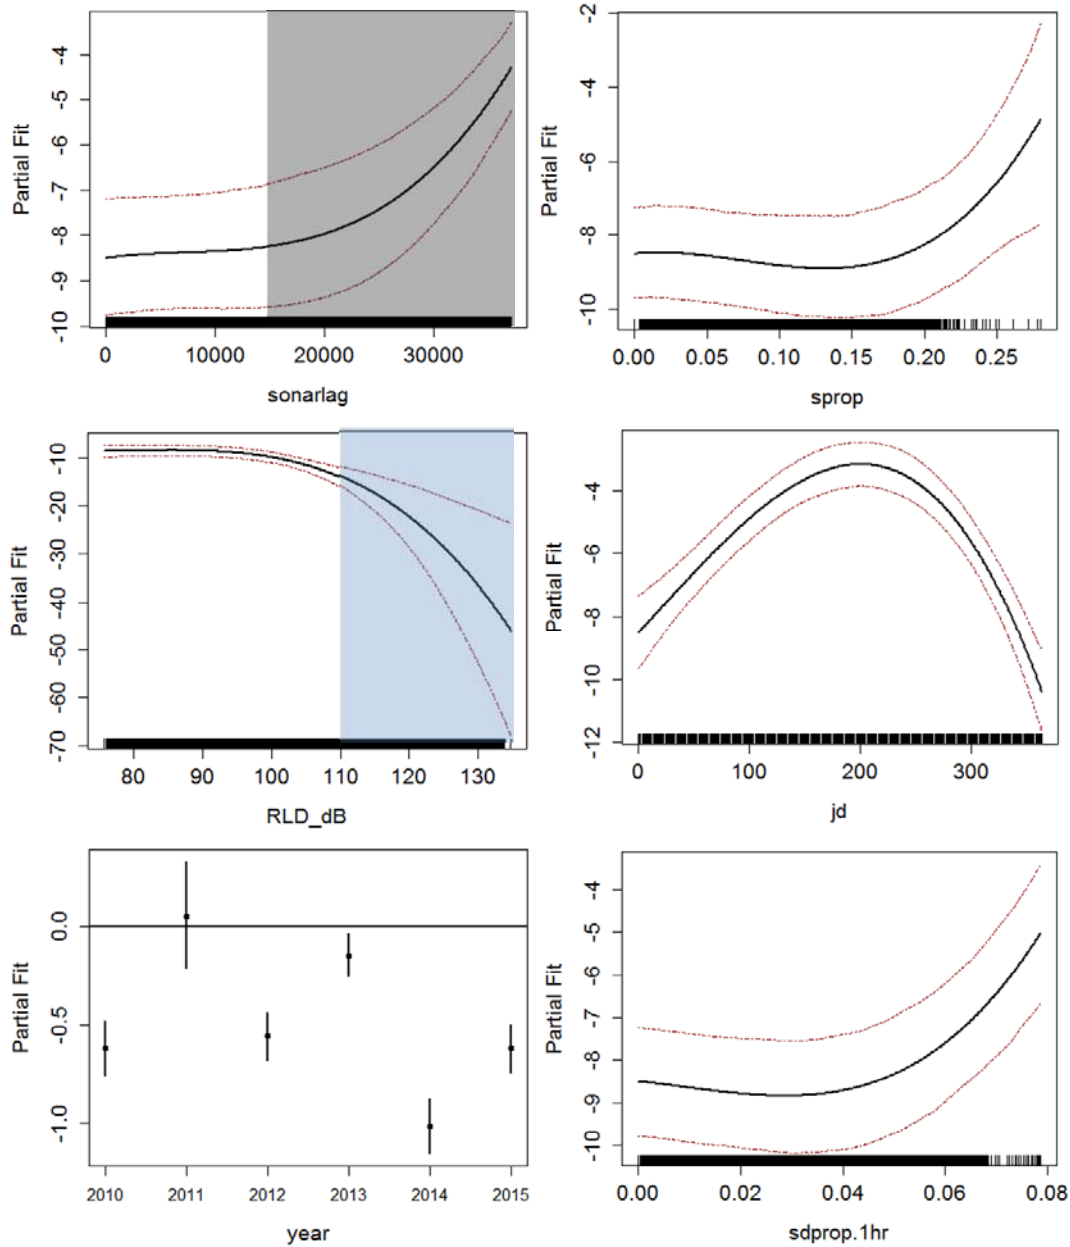 -4
-5
-6
-7
-8
-9
-10
Partial Fit
0 10000 20000 30000
sonarlag
-2
-4
-6
-8
-10
Partial Fit
0.00 0.05 0.10 0.15 0.20 0.25
sprop
-10
-20
-30
-40
-50
-60
-70
Partial Fit
80 90 100 110 120 130
RLD_dB
-4
-6
-8
-10
-12
Partial Fit
0 100 200 300
jd
0.0
-0.5
-1.0
Partial Fit
2010 2011 2012 2013 2014 2015
year
-4
-5
-6
-7
-8
-9
-10
Partial Fit
0.00 0.02 0.04 0.06 0.08
sdprop.1hr